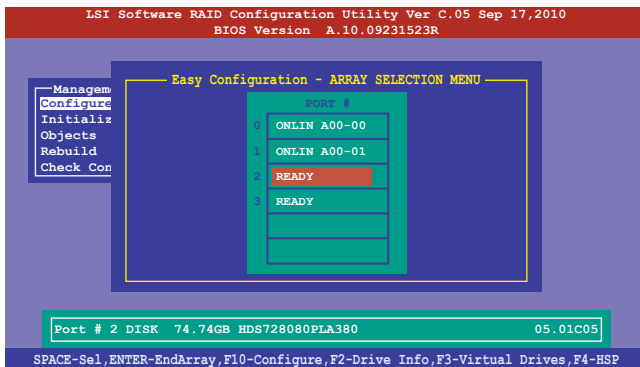 LSI Software RAID Configuration Utility Ver C.05 Sep 17,2010
BIOS Version A.10.09231523R
Easy Configuration - ARRAY SELECTION MENU
Managem
Configure
Initializ
Objects
Rebuild
Check Con
PORT #
0 ONLIN A00-00
1 ONLIN A00-01
2 READY
3 READY
Port # 2 DISK 74.74GB HDS728080PLA380 05.01C05
SPACE-Sel,ENTER-EndArray,F10-Configure,F2-Drive Info,F3-Virtual Drives,F4-HSP